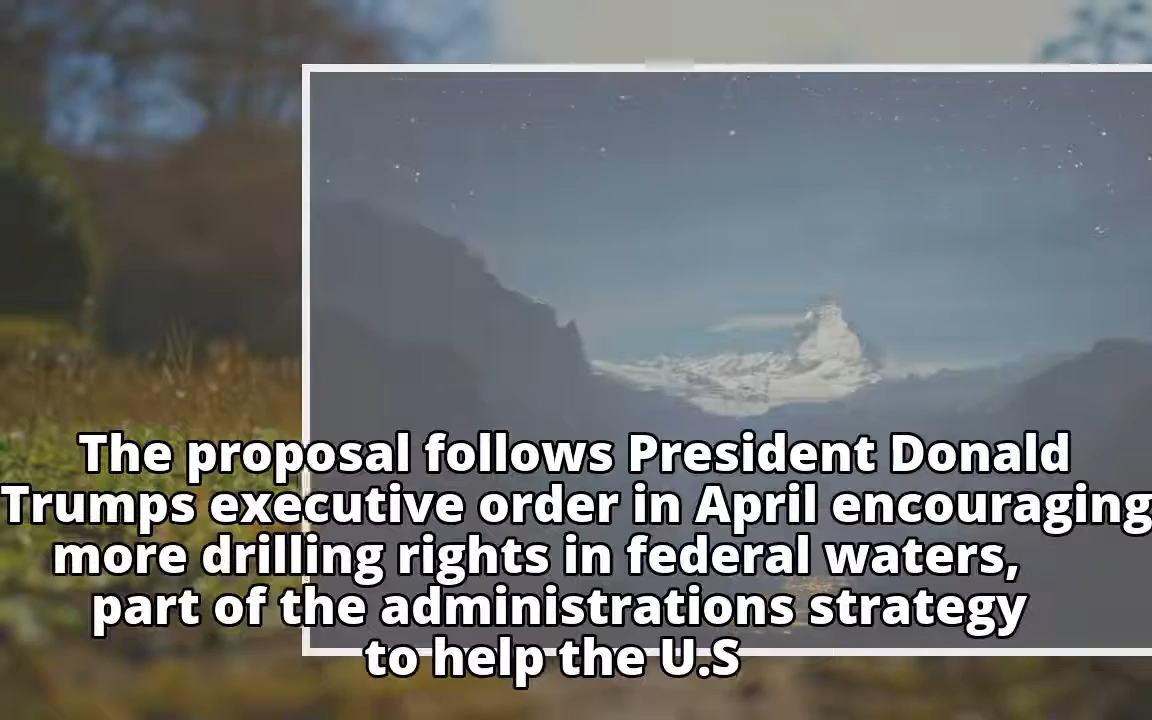 The proposal follows President Donald
Trumps executive order in April encouraging
more drilling rights in federal waters,
part of the administrations strategy
to help the U.S